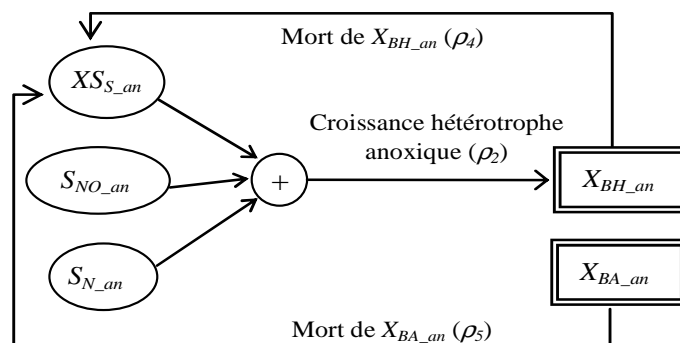 Mort de X_BH_an (ρ4)
XS_S_an
Croissance hétérotrophe
anoxique (ρ2)
S_NO_an
+
X_BH_an
S_N_an
X_BA_an
Mort de X_BA_an (ρ5)